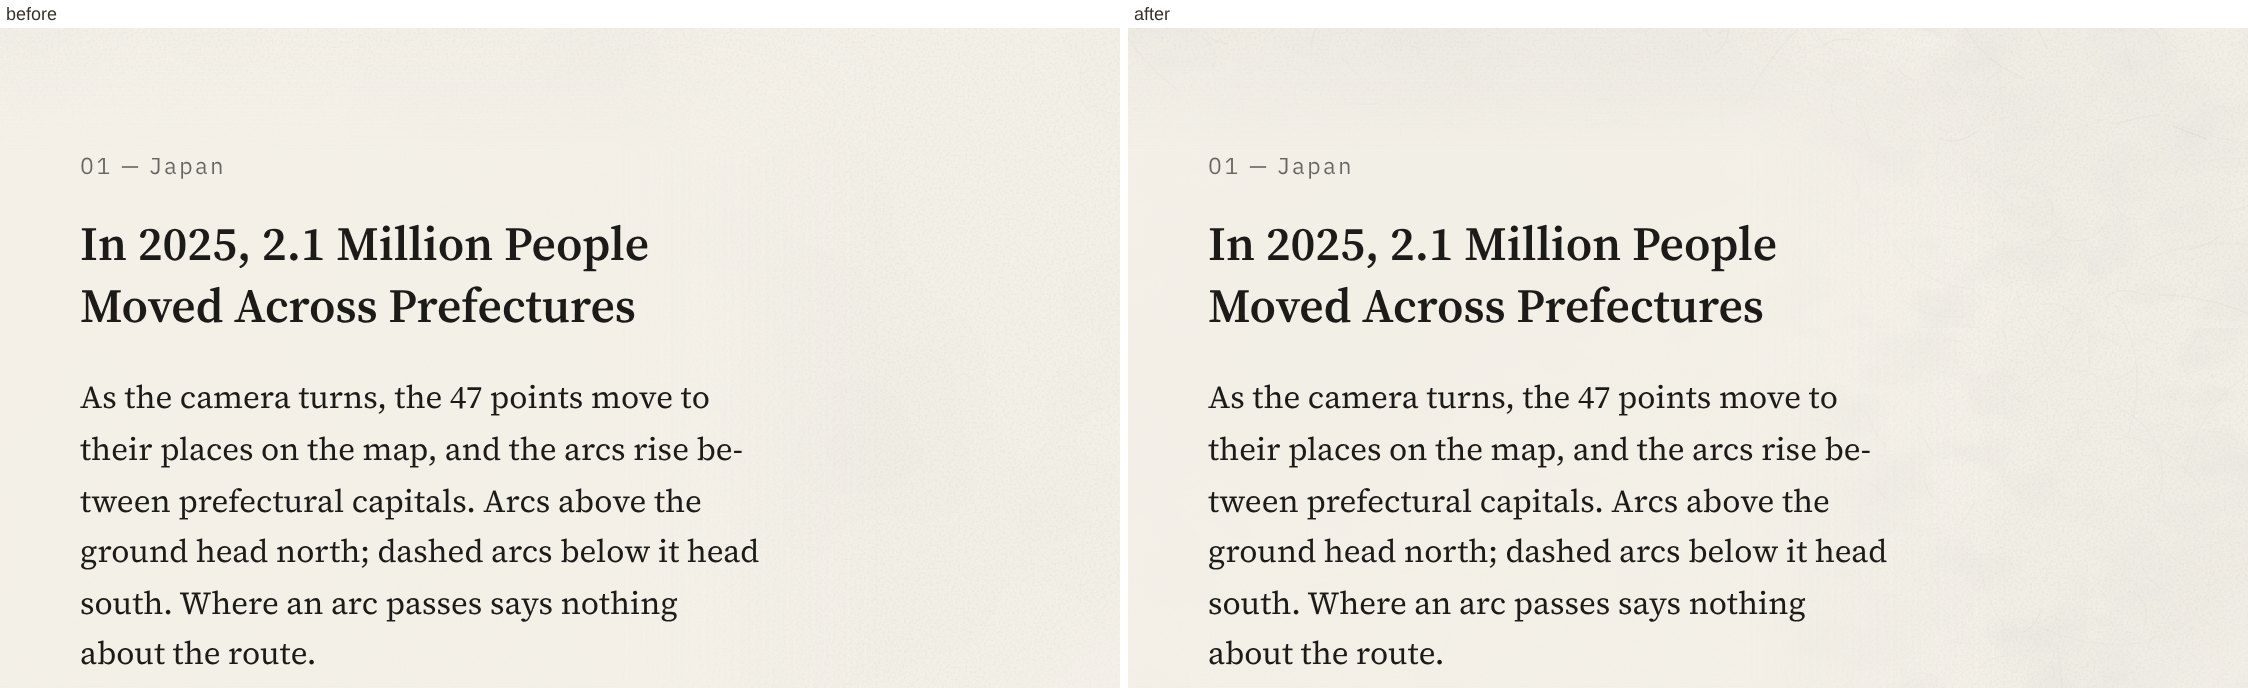 before
01 — Japan
In 2025, 2.1 Million People
Moved Across Prefectures
As the camera turns, the 47 points move to
their places on the map, and the arcs rise be-
tween prefectural capitals. Arcs above the
ground head north; dashed arcs below it head
south. Where an arc passes says nothing
about the route.
after
01 — Japan
In 2025, 2.1 Million People
Moved Across Prefectures
As the camera turns, the 47 points move to
their places on the map, and the arcs rise be-
tween prefectural capitals. Arcs above the
ground head north; dashed arcs below it head
south. Where an arc passes says nothing
about the route.